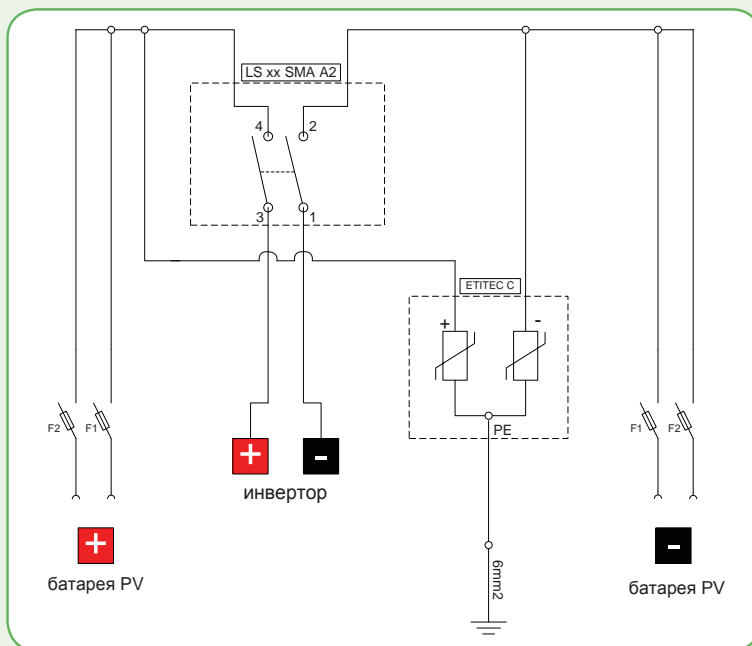 LS xx SMA A2
4 2
3 1
ETITEC C
+ -
PE
F2 F1
F1 F2
+ -
инвертор
+
батарея PV
-
батарея PV
6mm2